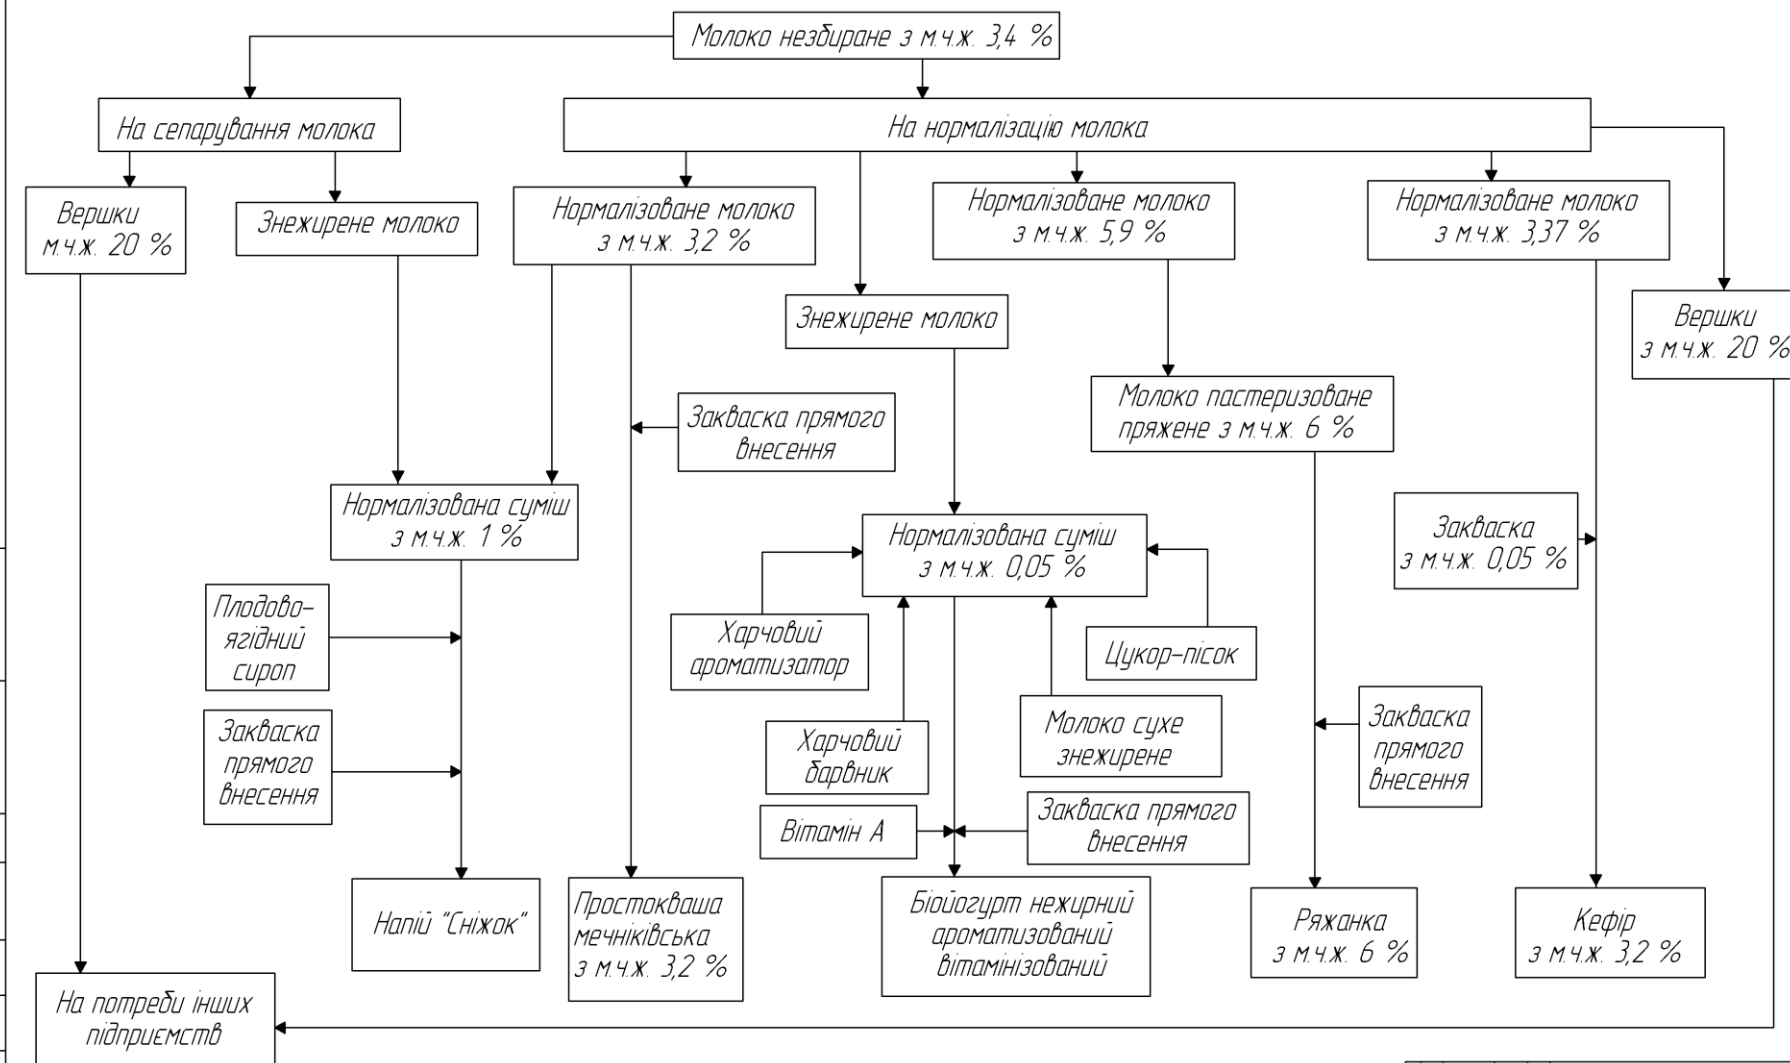 Молоко незбиране з м.ч.ж. 3,4 %
На сепарування молока
На нормалізацію молока
Вершки
м.ч.ж. 20 %
Знежирене молоко
Нормалізоване молоко
з м.ч.ж. 3,2 %
Нормалізоване молоко
з м.ч.ж. 5,9 %
Нормалізоване молоко
з м.ч.ж. 3,37 %
Знежирене молоко
Вершки
з м.ч.ж. 20 %
Закваска прямого
внесення
Молоко пастеризоване
пряжене з м.ч.ж. 6 %
Нормалізована суміш
з м.ч.ж. 1 %
Нормалізована суміш
з м.ч.ж. 0,05 %
Закваска
з м.ч.ж. 0,05 %
Плодово-
ягідний
сироп
Харчовий
ароматизатор
Цукор-пісок
Закваска
прямого
внесення
Харчовий
барвник
Молоко сухе
знежирене
Закваска
прямого
внесення
Вітамін А
Закваска прямого
внесення
Напій "Сніжок"
Простокваша
мечніківська
з м.ч.ж. 3,2 %
Біойогурт нежирний
ароматизований
вітамінізований
Ряжанка
з м.ч.ж. 6 %
Кефір
з м.ч.ж. 3,2 %
На потреби інших
підприємств